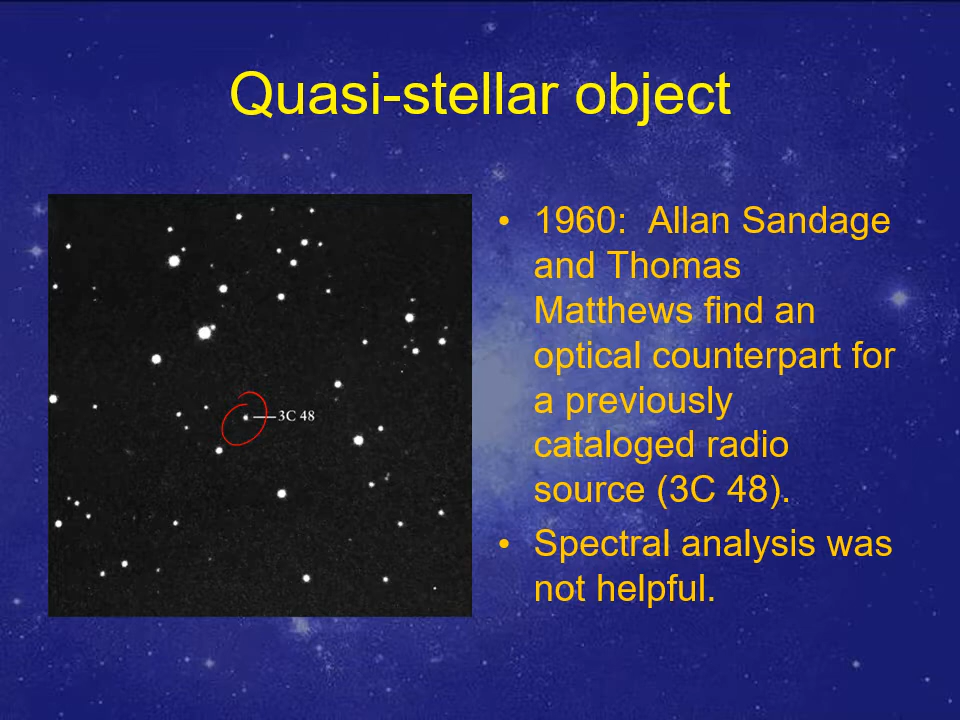 Quasi-stellar object
3C 48
• 1960:  Allan Sandage
and Thomas
Matthews find an
optical counterpart for
a previously
cataloged radio
source (3C 48).
• Spectral analysis was
not helpful.